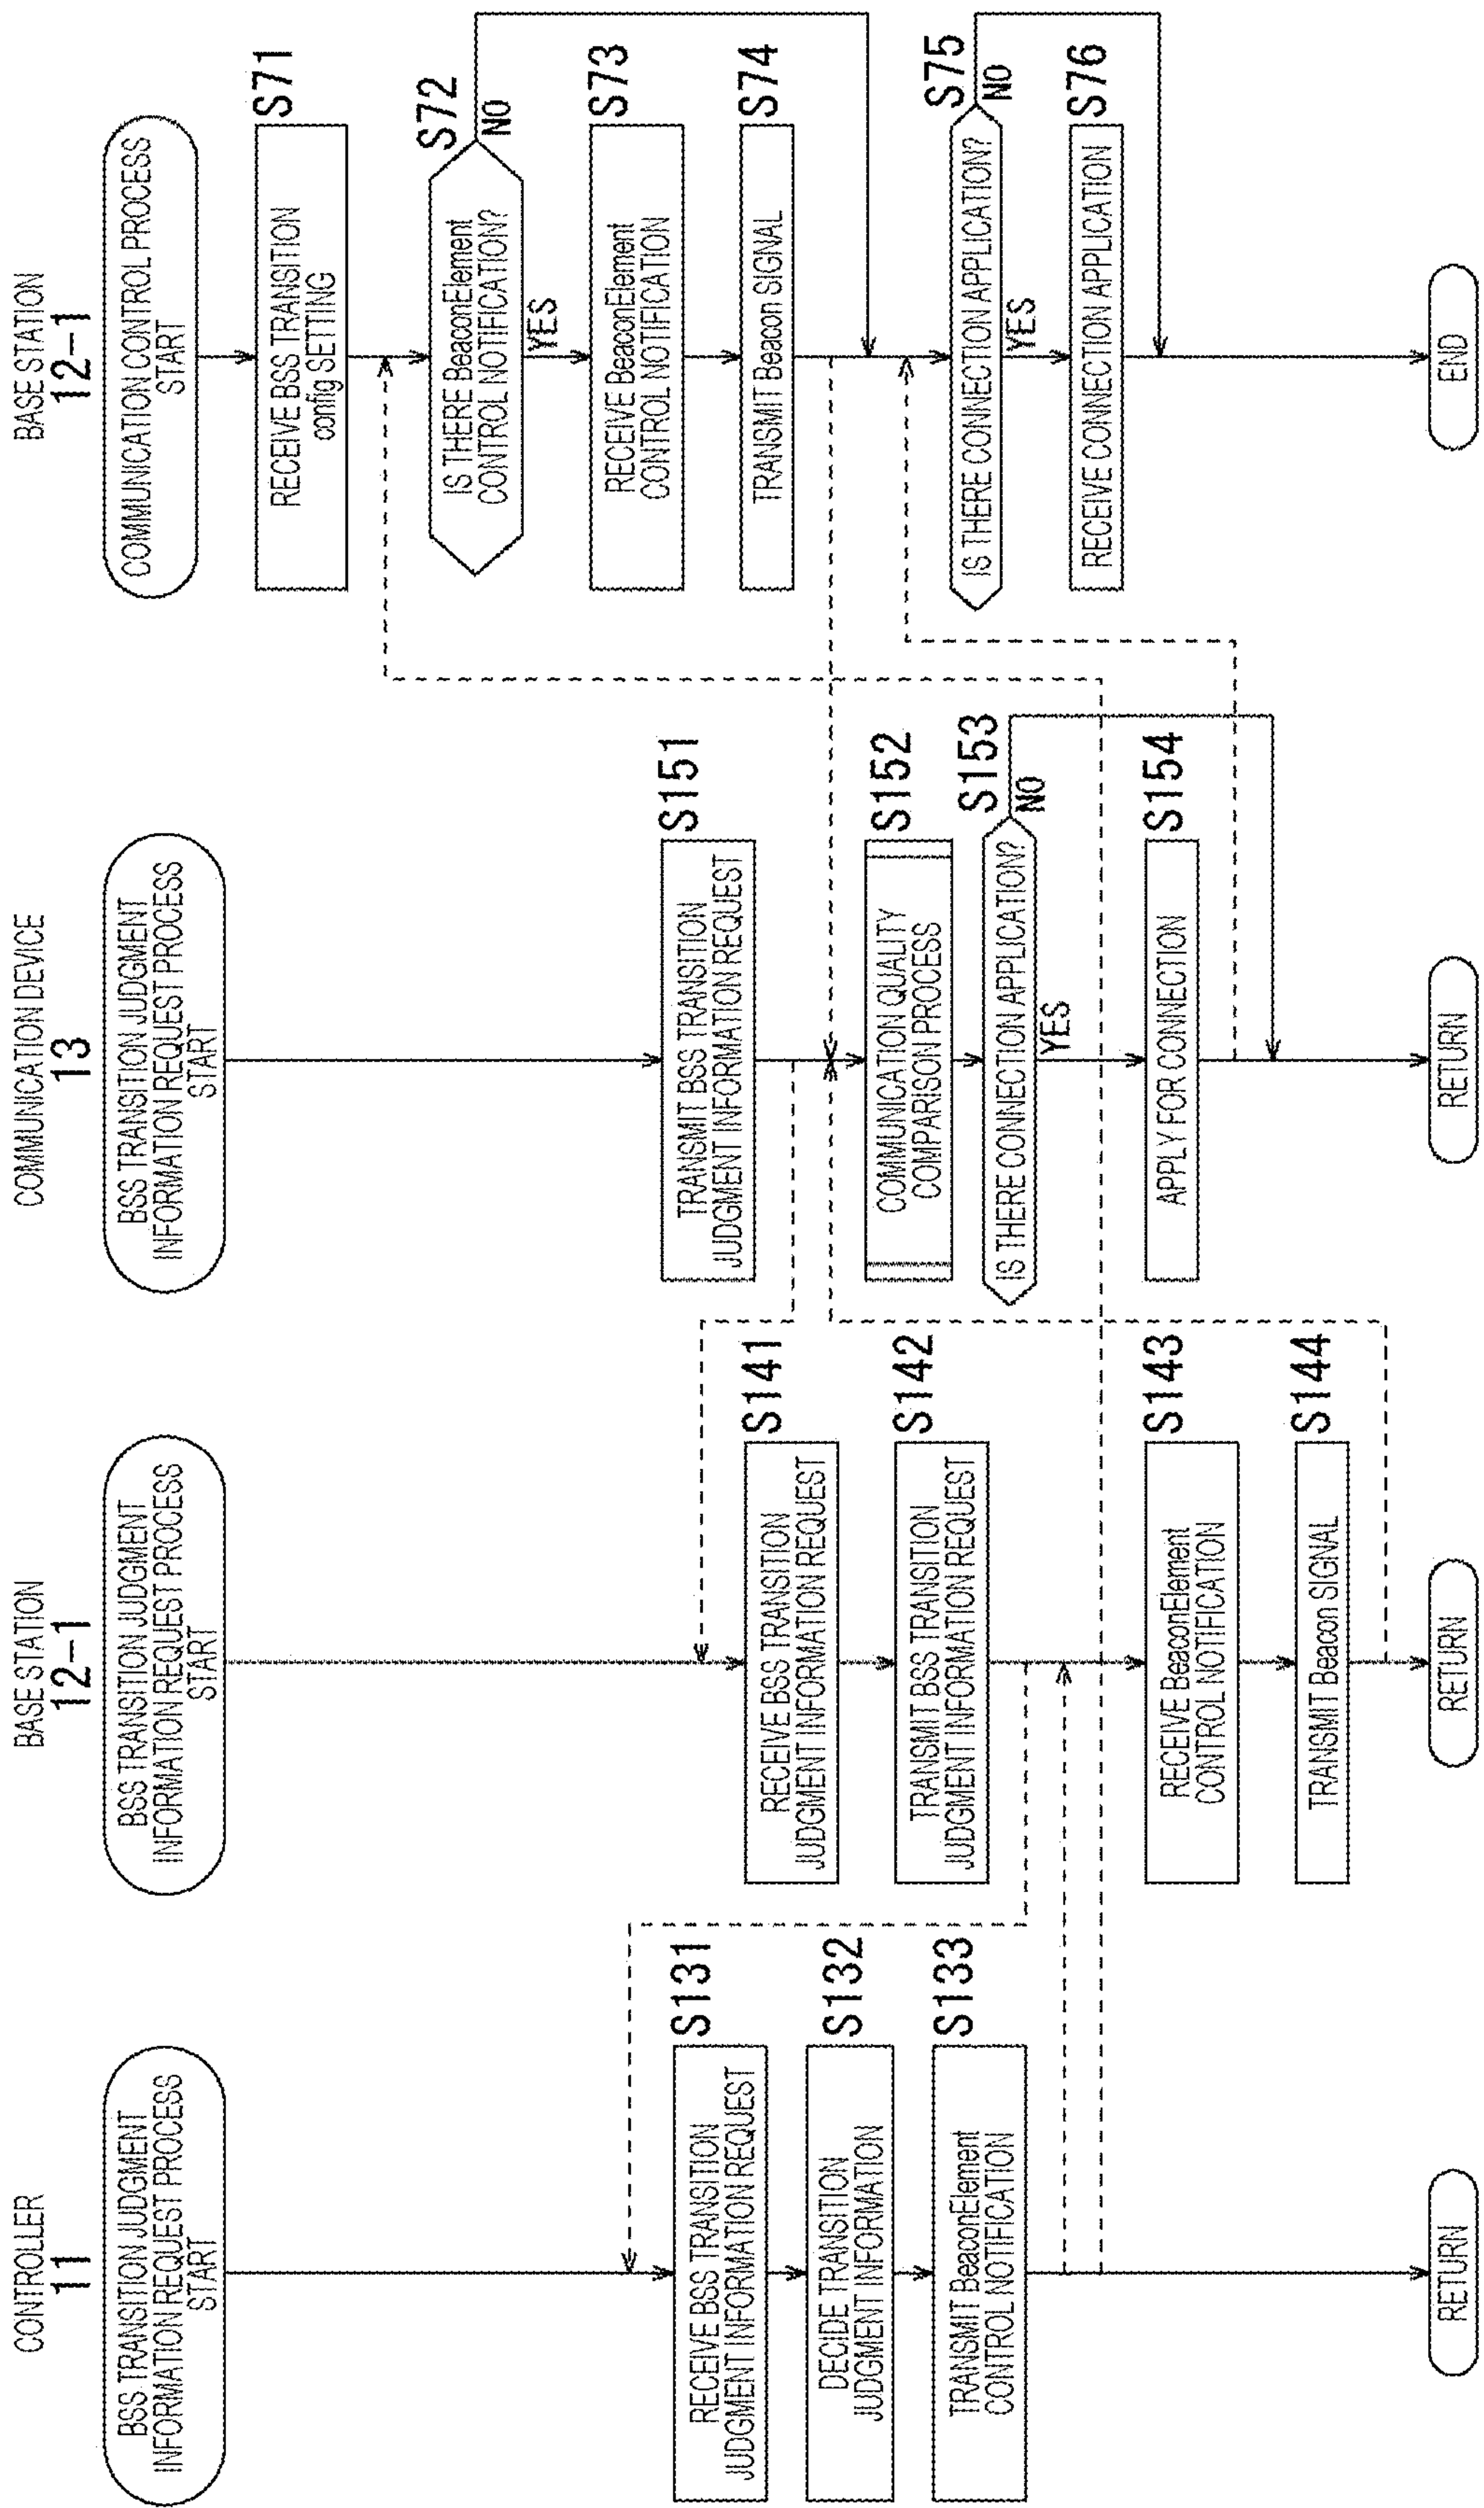 CONTROLLER
11
BSS TRANSITION JUDGMENT
INFORMATION REQUEST PROCESS
START
RECEIVE BSS TRANSITION
JUDGMENT INFORMATION REQUEST
S131
DECIDE TRANSITION
JUDGMENT INFORMATION
S132
TRANSMIT BeaconElement
CONTROL NOTIFICATION
S133
RETURN
BASE STATION
12-1
BSS TRANSITION JUDGMENT
INFORMATION REQUEST PROCESS
START
RECEIVE BSS TRANSITION
JUDGMENT INFORMATION REQUEST
S141
TRANSMIT BSS TRANSITION
JUDGMENT INFORMATION REQUEST
S142
RECEIVE BeaconElement
CONTROL NOTIFICATION
S143
TRANSMIT Beacon SIGNAL
S144
RETURN
COMMUNICATION DEVICE
13
BSS TRANSITION JUDGMENT
INFORMATION REQUEST PROCESS
START
TRANSMIT BSS TRANSITION
JUDGMENT INFORMATION REQUEST
S151
COMMUNICATION QUALITY
COMPARISON PROCESS
S152
IS THERE CONNECTION APPLICATION?
S153
NO
YES
APPLY FOR CONNECTION
S154
RETURN
BASE STATION
12-1
COMMUNICATION CONTROL PROCESS
START
RECEIVE BSS TRANSITION
config SETTING
S71
IS THERE BeaconElement
CONTROL NOTIFICATION?
S72
NO
YES
RECEIVE BeaconElement
CONTROL NOTIFICATION
S73
TRANSMIT Beacon SIGNAL
S74
IS THERE CONNECTION APPLICATION?
S75
NO
YES
RECEIVE CONNECTION APPLICATION
S76
END